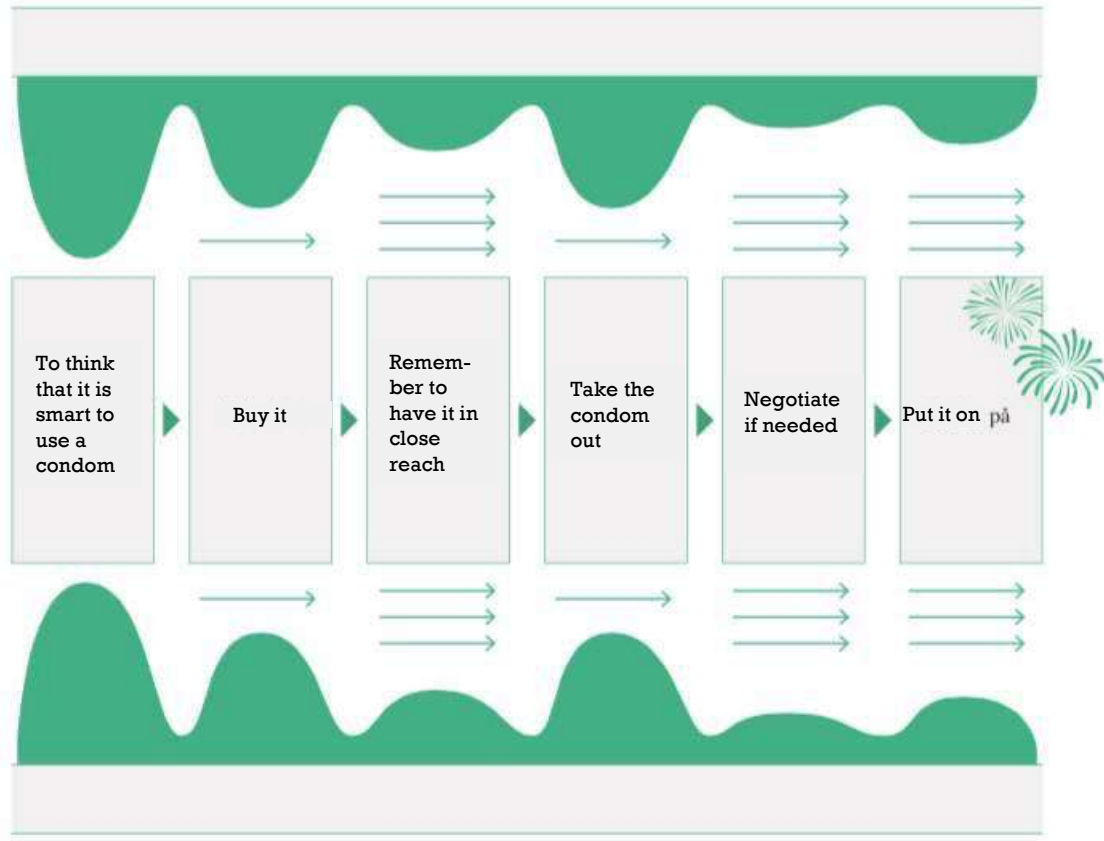 To think
that it is
smart to
use a
condom
Buy it
Remem-
ber to
have it in
close
reach
Take the
condom
out
Negotiate
if needed
Put it on på